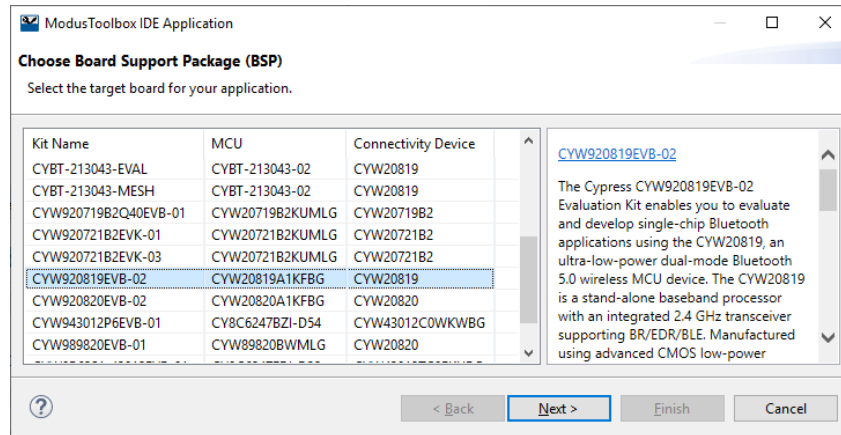 ModusToolbox IDE Application
Choose Board Support Package (BSP)
Select the target board for your application.
Kit Name MCU Connectivity Device
CYBT-213043-EVAL CYBT-213043-02 CYW20819
CYBT-213043-MESH CYBT-213043-02 CYW20819
CYW920719B2Q40EVB-01 CYW20719B2KUMLG CYW20719B2
CYW920721B2EVK-01 CYW20721B2KUMLG CYW20721B2
CYW920721B2EVK-03 CYW20721B2KUMLG CYW20721B2
CYW920819EVB-02 CYW20819A1KFBG CYW20819
CYW920820EVB-02 CYW20820A1KFBG CYW20820
CYW943012P6EVB-01 CY8C6247BZI-D54 CYW43012C0WKWBG
CYW989820EVB-01 CYW89820BWMLG CYW20820
CYW920819EVB-02
The Cypress CYW920819EVB-02
Evaluation Kit enables you to evaluate
and develop single-chip Bluetooth
applications using the CYW20819, an
ultra-low-power dual-mode Bluetooth
5.0 wireless MCU device. The CYW20819
is a stand-alone baseband processor
with an integrated 2.4 GHz transceiver
supporting BR/EDR/BLE. Manufactured
using advanced CMOS low-power
? < Back Next > Finish Cancel